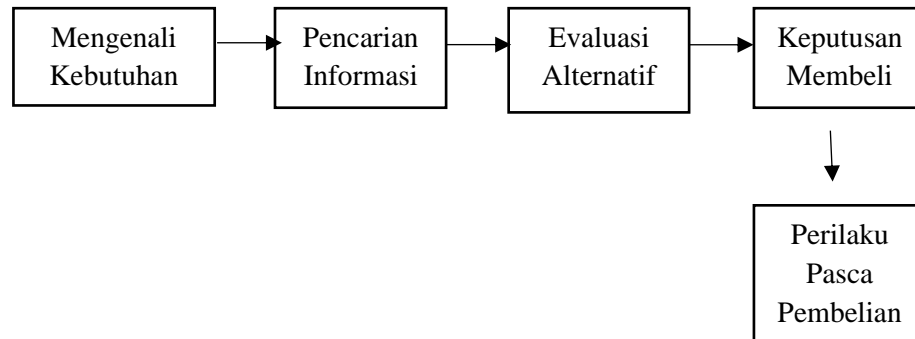 Mengenali
Kebutuhan
Pencarian
Informasi
Evaluasi
Alternatif
Keputusan
Membeli
Perilaku
Pasca
Pembelian